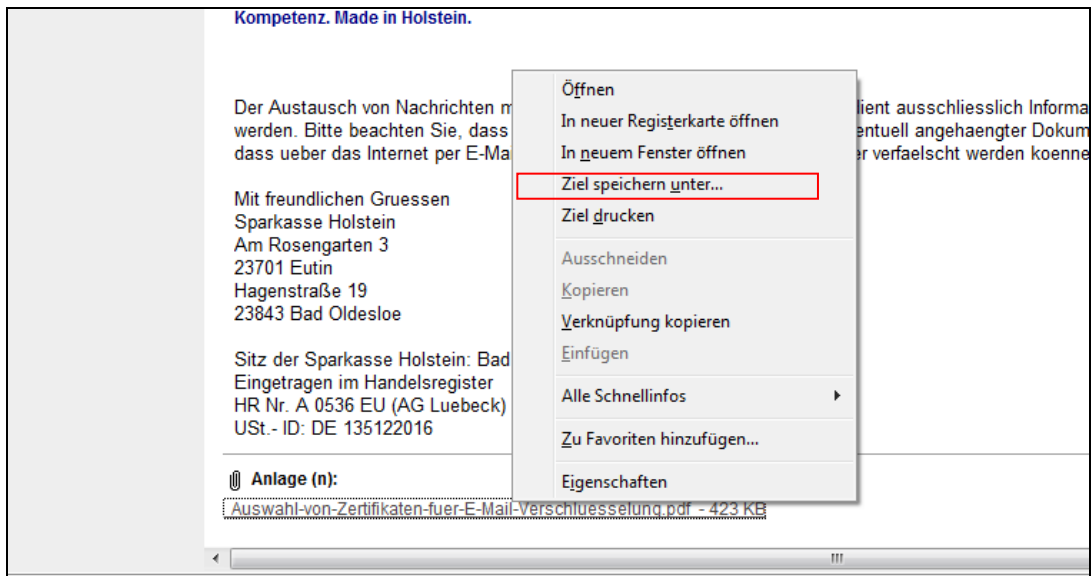 Kompetenz. Made in Holstein.
Der Austausch von Nachrichten m
lient ausschliesslich Informa
werden. Bitte beachten Sie, dass
entuell angehaengter Dokum
dass ueber das Internet per E-Mai
er verfaelscht werden koenne
Mit freundlichen Gruessen
Sparkasse Holstein
Am Rosengarten 3
23701 Eutin
Hagenstraße 19
23843 Bad Oldesloe
Sitz der Sparkasse Holstein: Bad
Eingetragen im Handelsregister
HR Nr. A 0536 EU (AG Luebeck)
USt.- ID: DE 135122016
Öffnen
In neuer Registerkarte öffnen
In neuem Fenster öffnen
Ziel speichern unter...
Ziel drucken
Ausschneiden
Kopieren
Verknüpfung kopieren
Einfügen
Alle Schnellinfos
Zu Favoriten hinzufügen...
Eigenschaften
Anlage (n):
Auswahl-von-Zertifikaten-fuer-E-Mail-Verschluesselung.pdf - 423 KB